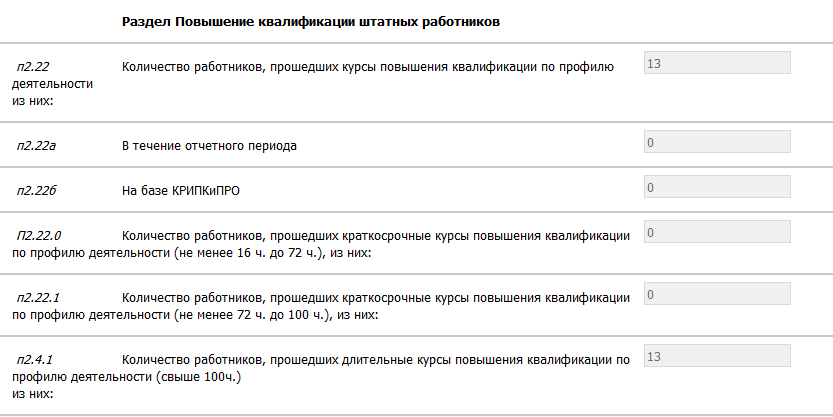 Раздел Повышение квалификации штатных работников
п2.22 Количество работников, прошедших курсы повышения квалификации по профилю 13
деятельности
из них:
п2.22а В течение отчетного периода 0
п2.22б На базе КРИПКиПРО 0
П2.22.0 Количество работников, прошедших краткосрочные курсы повышения квалификации 0
по профилю деятельности (не менее 16 ч. до 72 ч.), из них:
п2.22.1 Количество работников, прошедших краткосрочные курсы повышения квалификации 0
по профилю деятельности (не менее 72 ч. до 100 ч.), из них:
п2.4.1 Количество работников, прошедших длительные курсы повышения квалификации по 13
профилю деятельности (свыше 100ч.)
из них: